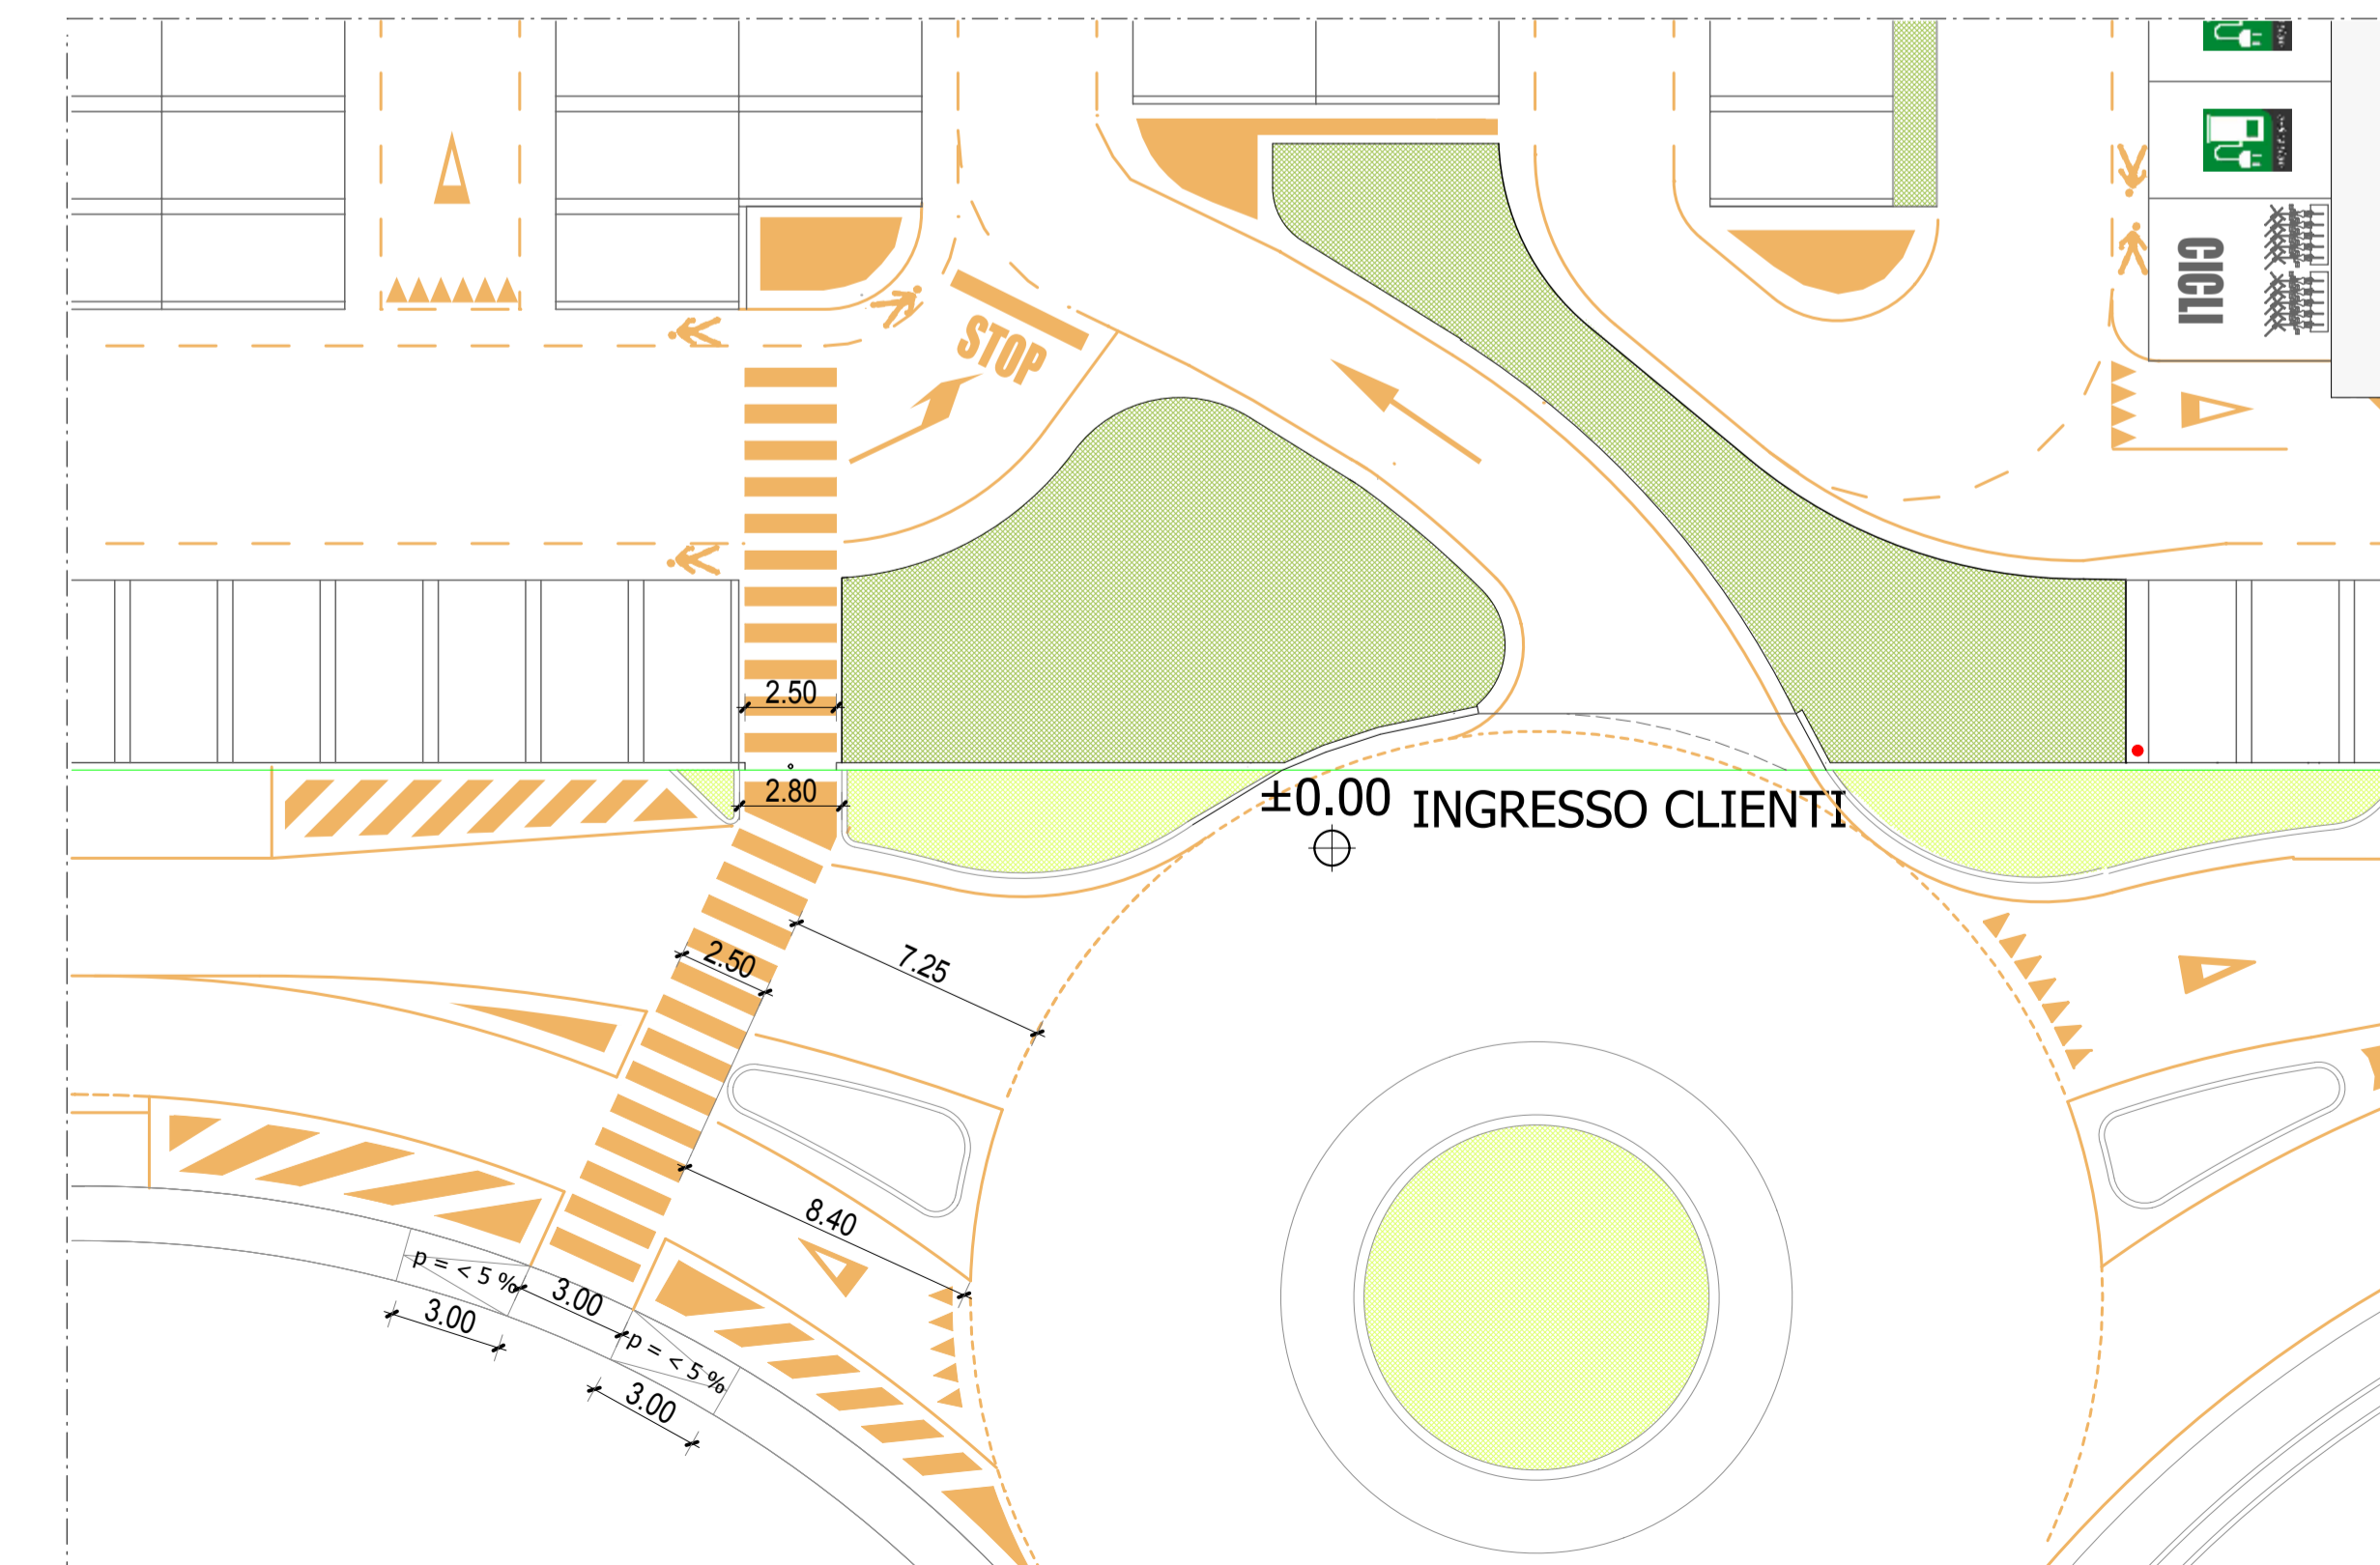 CICLI
STOP
2.50
2.80
±0.00 INGRESSO CLIENTI
2.50
7.25
8.40
p = < 5 %
3.00
3.00
p = < 5 %
3.00